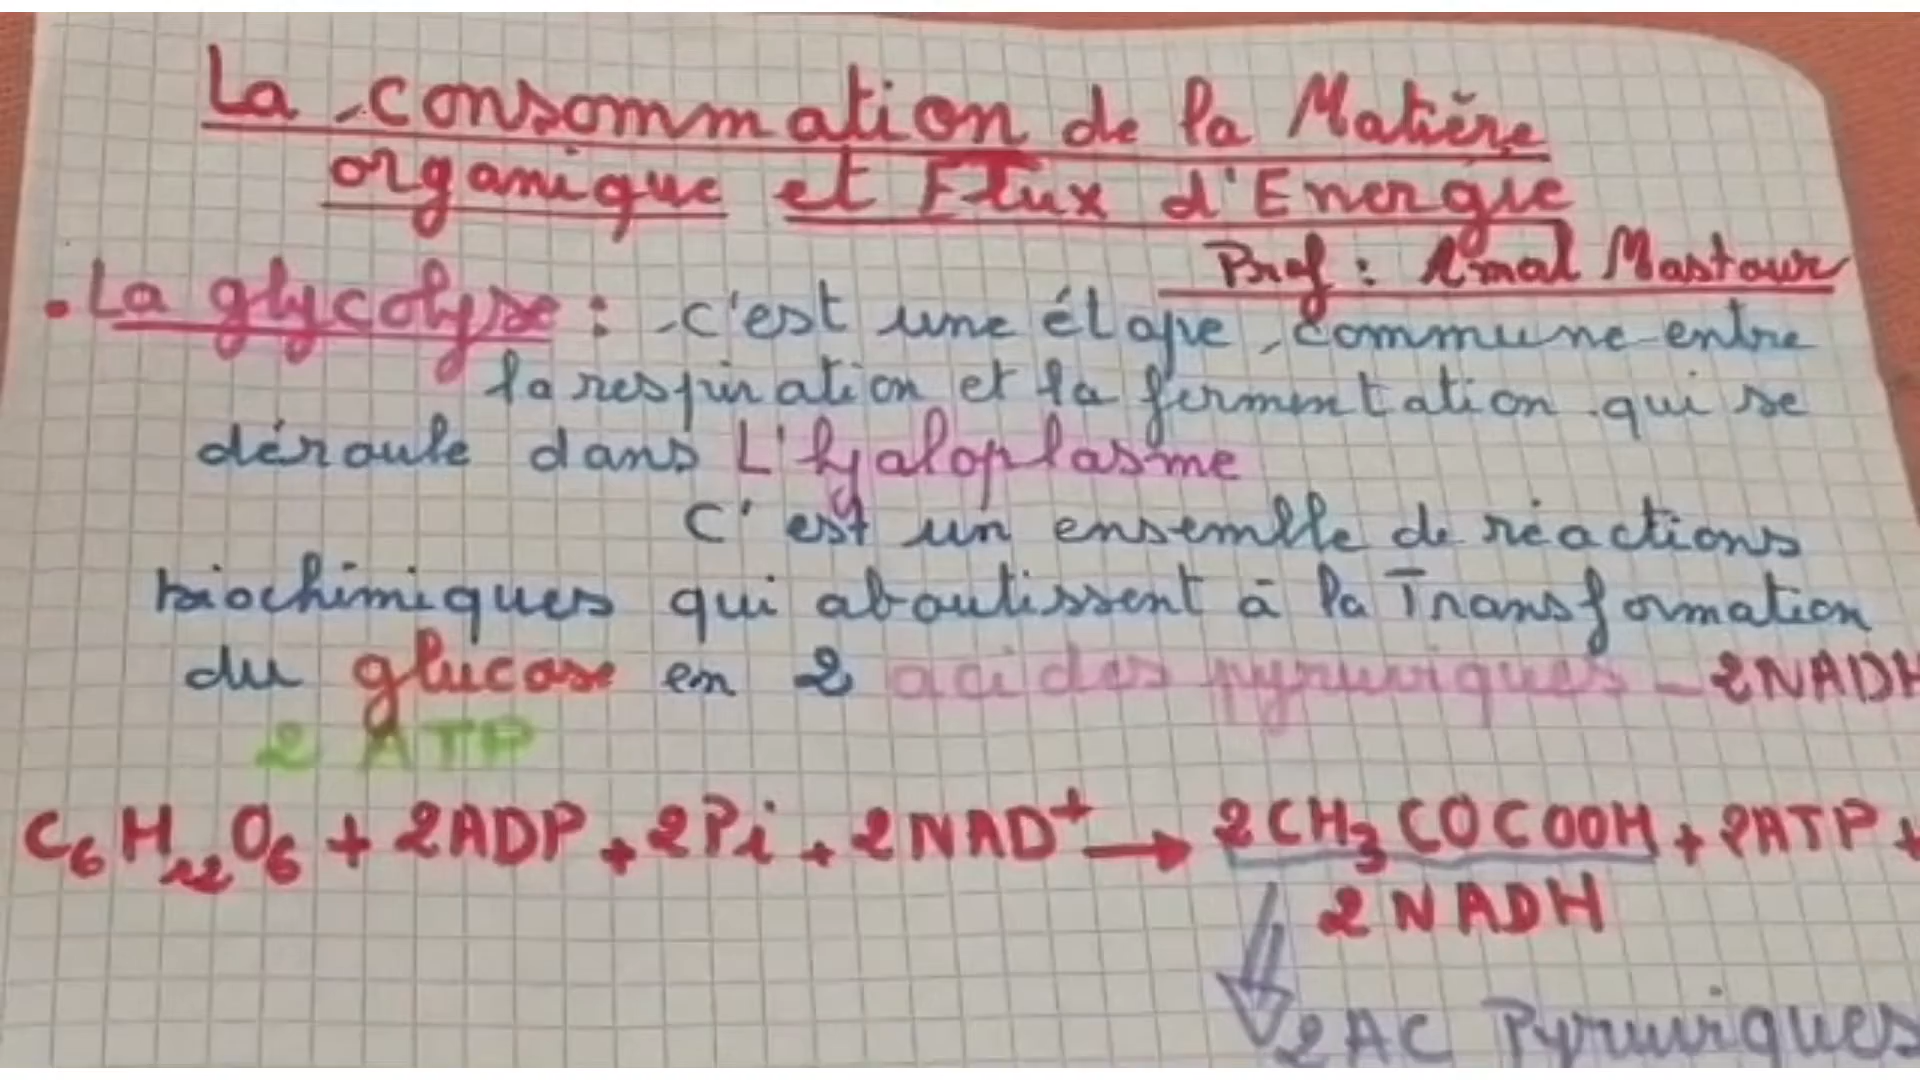 La consommation de la Matière
organique et Flux d'Energie
Prof : Amal Mastour
• La glycolyse : c'est une étape commune entre
la respiration et la fermentation qui se
déroule dans L'hyaloplasme
C'est un ensemble de réactions
biochimiques qui aboutissent à la Transformation
du glucose en 2 acides pyruviques - 2NADH
2 ATP
C₆H₁₂O₆ + 2ADP + 2Pi + 2NAD⁺ → 2CH₃COCOOH + 2ATP +
2NADH
2AC Pyruviques